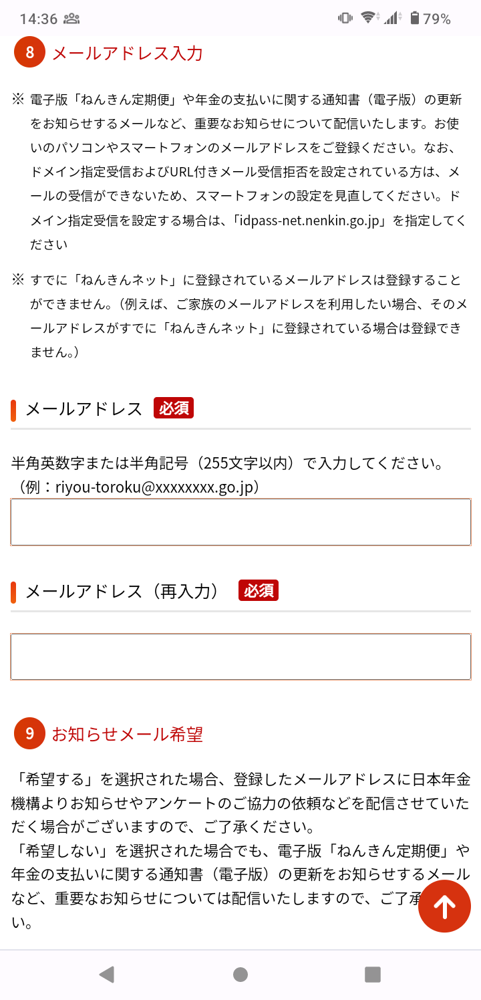 14:36
79%
8 メールアドレス入力
※ 電子版「ねんきん定期便」や年金の支払いに関する通知書（電子版）の更新
をお知らせするメールなど、重要なお知らせについて配信いたします。お使
いのパソコンやスマートフォンのメールアドレスをご登録ください。なお、
ドメイン指定受信およびURL付きメール受信拒否を設定されている方は、メ
ールの受信ができないため、スマートフォンの設定を見直してください。ド
メイン指定受信を設定する場合は、「idpass-net.nenkin.go.jp」を指定してく
ださい
※ すでに「ねんきんネット」に登録されているメールアドレスは登録すること
ができません。（例えば、ご家族のメールアドレスを利用したい場合、そのメ
ールアドレスがすでに「ねんきんネット」に登録されている場合は登録でき
ません。）
メールアドレス 必須
半角英数字または半角記号（255文字以内）で入力してください。
（例：riyou-toroku@xxxxxxxx.go.jp）
メールアドレス（再入力） 必須
9 お知らせメール希望
「希望する」を選択された場合、登録したメールアドレスに日本年金
機構よりお知らせやアンケートのご協力の依頼などを配信させていた
だく場合がございますので、ご了承ください。
「希望しない」を選択された場合でも、電子版「ねんきん定期便」や
年金の支払いに関する通知書（電子版）の更新をお知らせするメール
など、重要なお知らせについては配信いたしますので、ご了承
い。